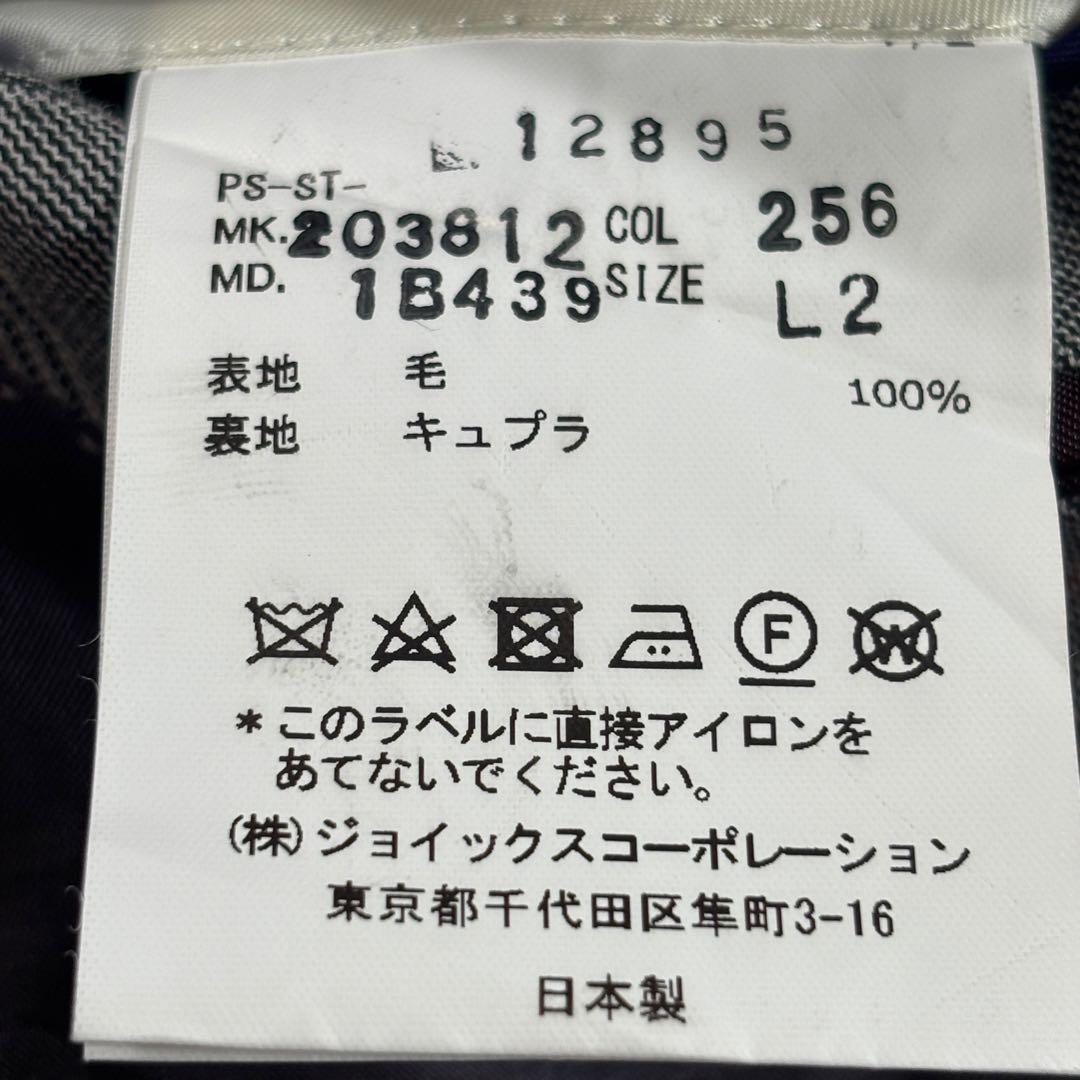 12895
PS-ST-
MK.203812 COL 256
MD. 1B439 SIZE L2
表地 毛 100%
裏地 キュプラ
F
W
*このラベルに直接アイロンを
あてないでください。
(株)ジョイックスコーポレーション
東京都千代田区隼町3-16
日本製